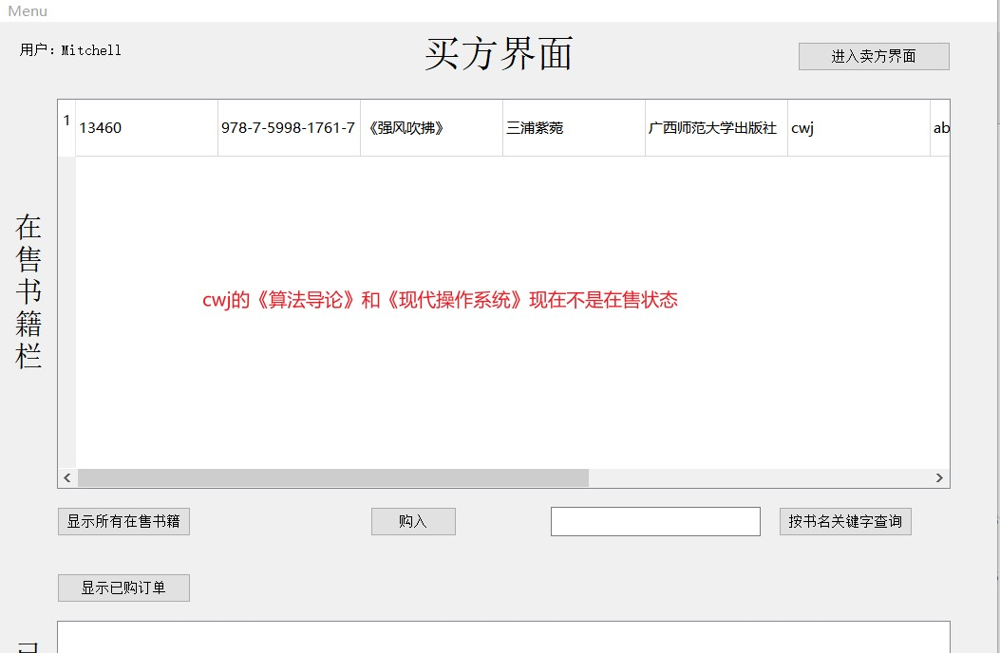 Menu
用户：Mitchell
买方界面
进入卖方界面
在售书籍栏
1 13460 978-7-5998-1761-7 《强风吹拂》 三浦紫菀 广西师范大学出版社 cwj ab
cwj的《算法导论》和《现代操作系统》现在不是在售状态
显示所有在售书籍 购入 按书名关键字查询
显示已购订单